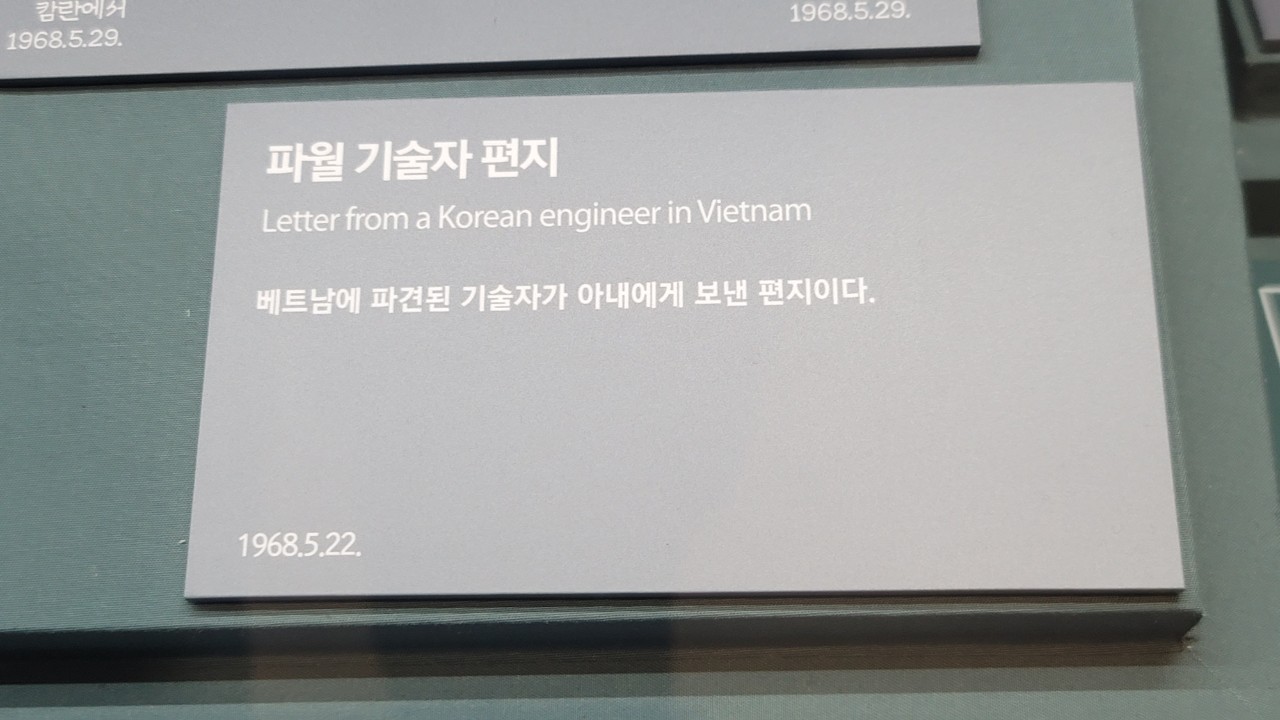 캄란에서
1968.5.29.
1968.5.29.
파월 기술자 편지
Letter from a Korean engineer in Vietnam
베트남에 파견된 기술자가 아내에게 보낸 편지이다.
1968.5.22.